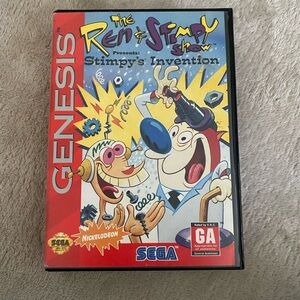 THE
Ren & Stimpy
Show
Presents:
Stimpy's Invention
GENESIS
NICKELODEON
SEGA
GA
SEGA